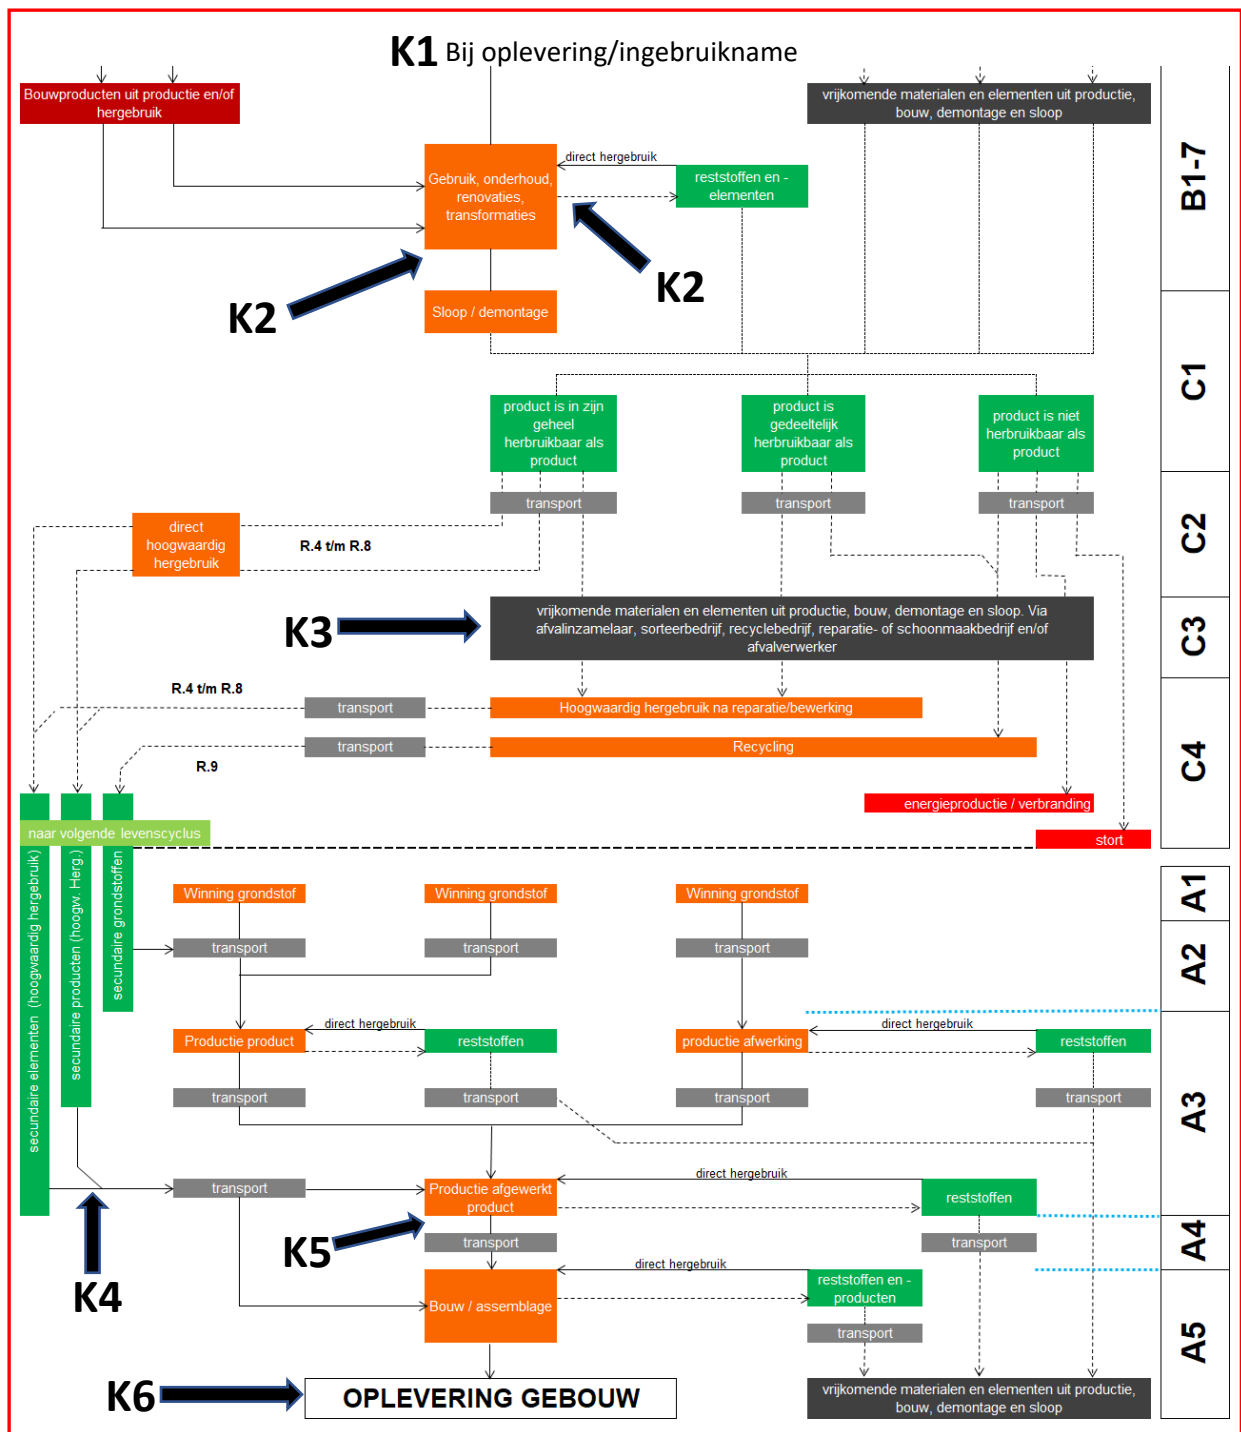 K1 Bij oplevering/ingebruikname
Bouwproducten uit productie en/of
hergebruik
vrijkomende materialen en elementen uit productie,
bouw, demontage en sloop
B1-7
direct hergebruik
Gebruik, onderhoud,
renovaties,
transformaties
reststoffen en -
elementen
K2
K2
Sloop / demontage
C1
product is in zijn
geheel
herbruikbaar als
product
product is
gedeeltelijk
herbruikbaar als
product
product is niet
herbruikbaar als
product
transport
transport
transport
C2
direct
hoogwaardig
hergebruik
R.4 t/m R.8
K3
vrijkomende materialen en elementen uit productie, bouw, demontage en sloop. Via
afvalinzamelaar, sorteerbedrijf, recyclebedrijf, reparatie- of schoonmaakbedrijf en/of
afvalverwerker
C3
R.4 t/m R.8
transport
Hoogwaardig hergebruik na reparatie/bewerking
transport
Recycling
R.9
C4
energieproductie / verbranding
naar volgende levenscyclus
stort
secundaire elementen (hoogwaardig hergebruik)
secundaire producten (hoogw. Herg.)
secundaire grondstoffen
Winning grondstof
Winning grondstof
Winning grondstof
A1
transport
transport
transport
A2
direct hergebruik
direct hergebruik
Productie product
reststoffen
productie afwerking
reststoffen
transport
transport
transport
transport
A3
direct hergebruik
transport
Productie afgewerkt
product
reststoffen
K4
K5
transport
transport
A4
direct hergebruik
Bouw / assemblage
reststoffen en -
producten
transport
A5
K6
OPLEVERING GEBOUW
vrijkomende materialen en elementen uit productie,
bouw, demontage en sloop